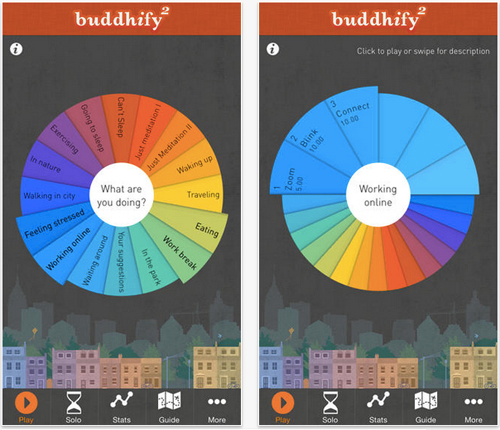 buddhify2
What are
you doing?
Can't Sleep
Just meditation I
Just Meditation II
Waking up
Traveling
Eating
Work break
In the park
Your suggestions
Waiting around
Working online
Feeling stressed
Walking in city
In nature
Exercising
Going to sleep
Play
Solo
Stats
Guide
More
buddhify2
Click to play or swipe for description
1
Zoom
5.00
2
Blink
10.00
3
Connect
10.00
Working
online
Play
Solo
Stats
Guide
More